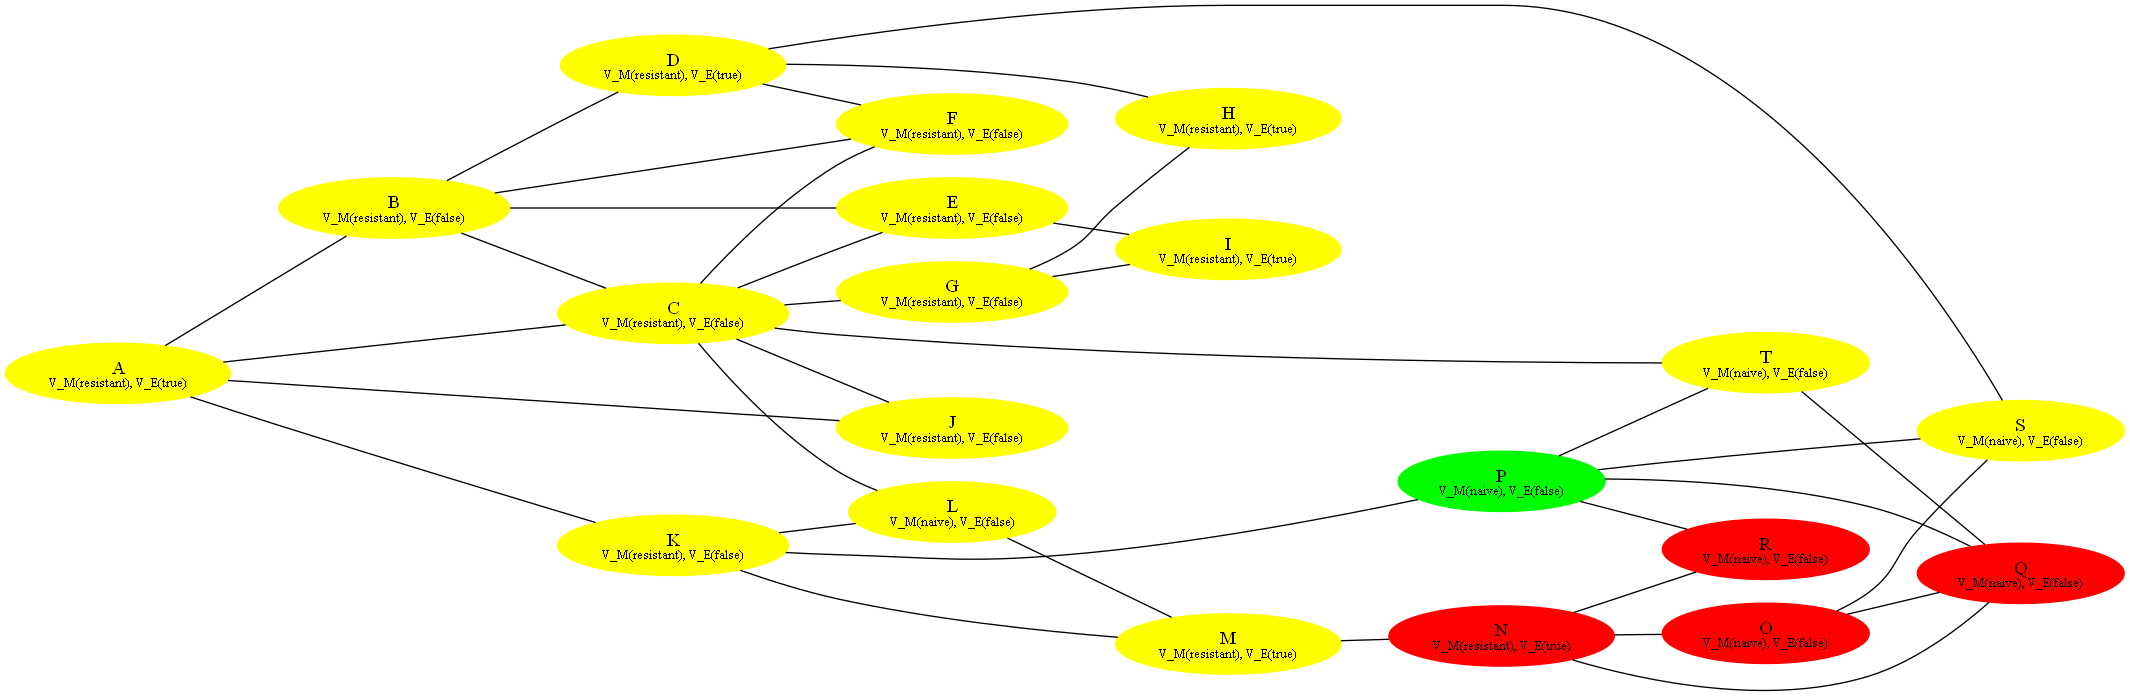 D
V_M(resistant), V_E(true)
F
V_M(resistant), V_E(false)
H
V_M(resistant), V_E(true)
B
V_M(resistant), V_E(false)
E
V_M(resistant), V_E(false)
I
V_M(resistant), V_E(true)
G
V_M(resistant), V_E(false)
C
V_M(resistant), V_E(false)
A
V_M(resistant), V_E(true)
T
V_M(naive), V_E(false)
J
V_M(resistant), V_E(false)
S
V_M(naive), V_E(false)
P
V_M(naive), V_E(false)
L
V_M(naive), V_E(false)
K
V_M(resistant), V_E(false)
R
V_M(naive), V_E(false)
Q
V_M(naive), V_E(false)
M
V_M(resistant), V_E(true)
N
V_M(resistant), V_E(true)
O
V_M(naive), V_E(false)